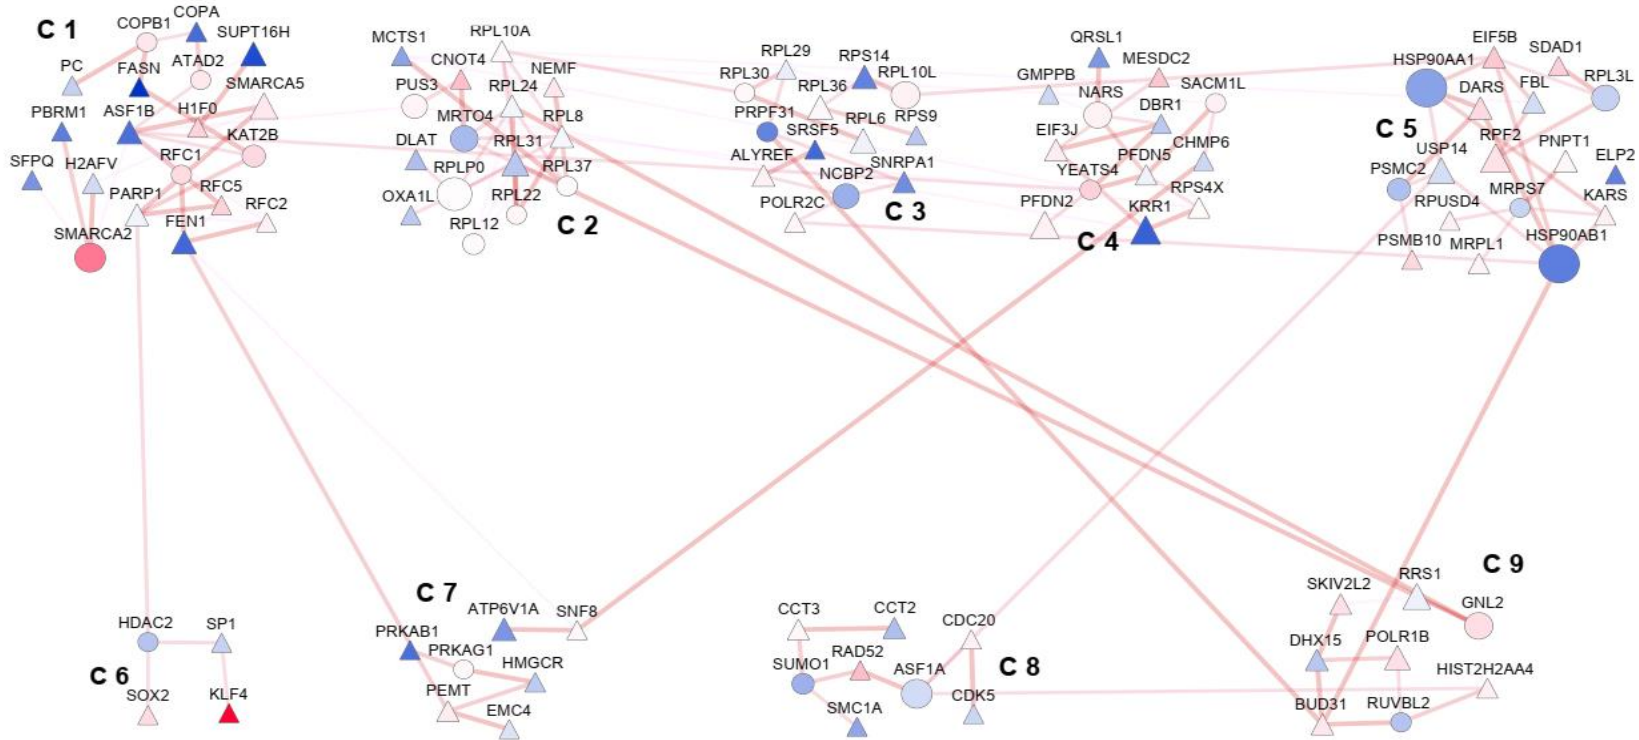 C 1
COPB1
COPA
SUPT16H
PC
FASN
ATAD2
SMARCA5
PBRM1
ASF1B
H1F0
KAT2B
SFPQ
H2AFV
RFC1
PARP1
RFC5
RFC2
FEN1
SMARCA2
MCTS1
RPL10A
CNOT4
NEMF
PUS3
RPL24
MRTO4
RPL8
DLAT
RPL31
RPLP0
RPL37
OXA1L
RPL22
RPL12
C 2
RPL29
RPS14
RPL30
RPL36
RPL10L
PRPF31
SRSF5
RPL6
RPS9
ALYREF
SNRPA1
NCBP2
POLR2C
C 3
QRSL1
MESDC2
GMPPB
NARS
SACM1L
DBR1
EIF3J
CHMP6
PFDN5
YEATS4
RPS4X
PFDN2
KRR1
C 4
EIF5B
SDAD1
HSP90AA1
RPL3L
DARS
FBL
C 5
RPF2
PNPT1
USP14
ELP2
PSMC2
MRPS7
KARS
RPUSD4
HSP90AB1
PSMB10
MRPL1
HDAC2
SP1
C 6
SOX2
KLF4
C 7
ATP6V1A
SNF8
PRKAB1
PRKAG1
HMGCR
PEMT
EMC4
CCT3
CCT2
CDC20
RAD52
SUMO1
ASF1A
C 8
CDK5
SMC1A
C 9
SKIV2L2
RRS1
GNL2
DHX15
POLR1B
HIST2H2AA4
BUD31
RUVBL2